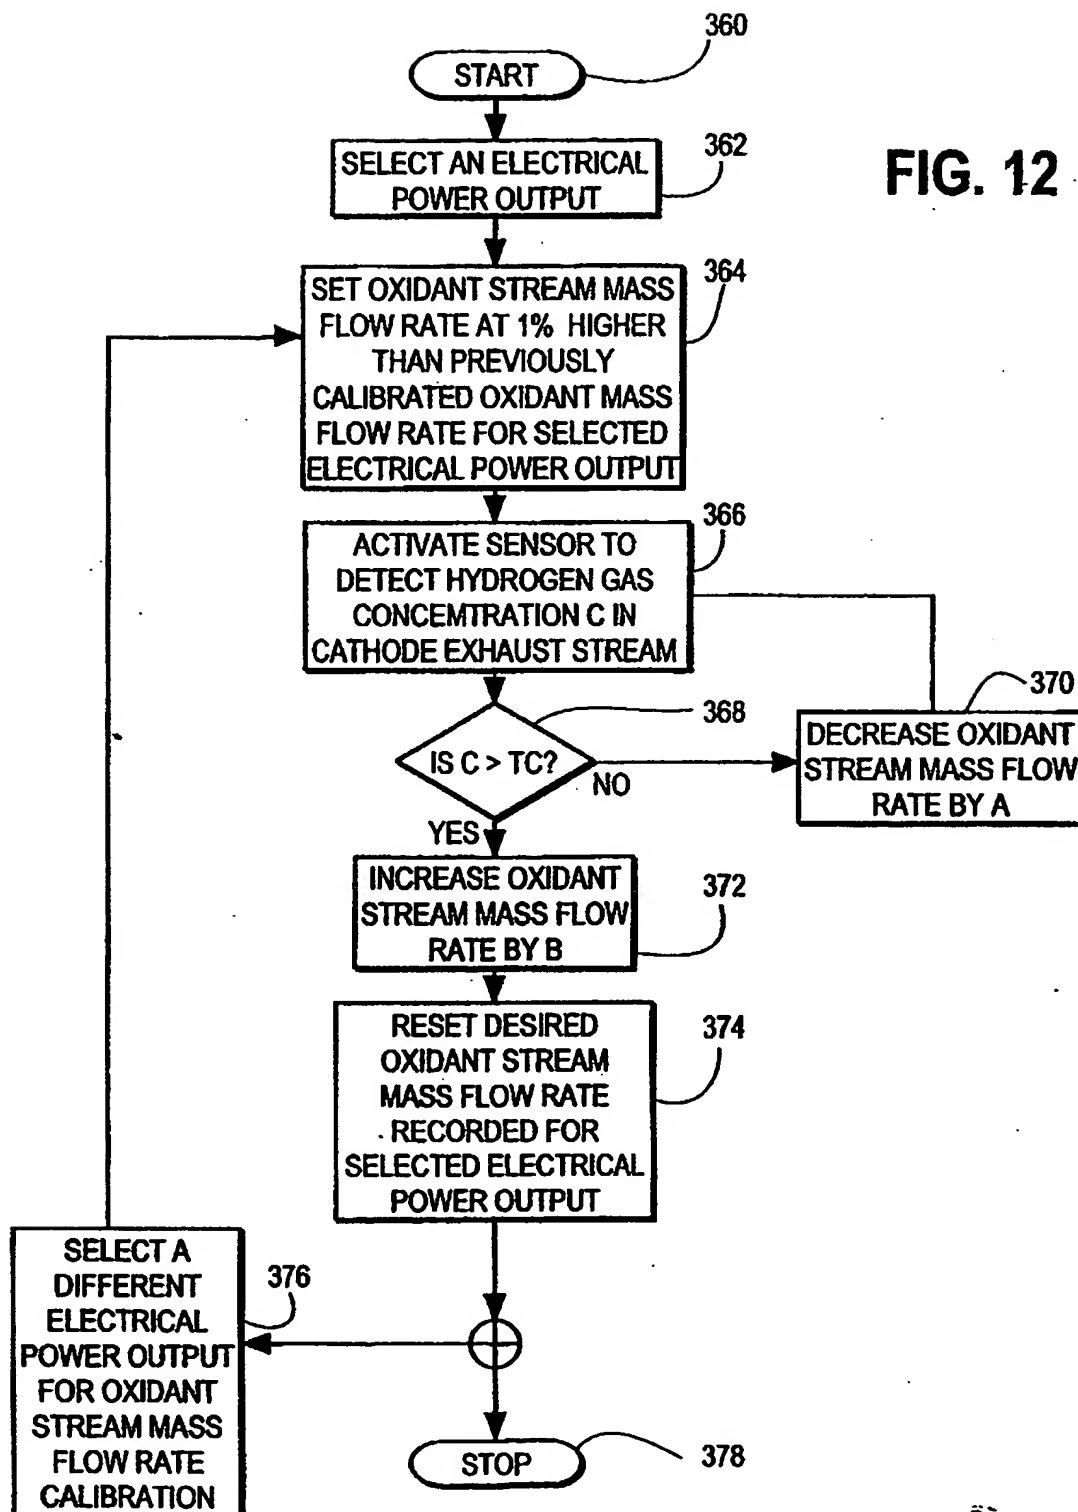 360
START
FIG. 12
362
SELECT AN ELECTRICAL
POWER OUTPUT
364
SET OXIDANT STREAM MASS
FLOW RATE AT 1% HIGHER
THAN PREVIOUSLY
CALIBRATED OXIDANT MASS
FLOW RATE FOR SELECTED
ELECTRICAL POWER OUTPUT
366
ACTIVATE SENSOR TO
DETECT HYDROGEN GAS
CONCEMTRATION C IN
CATHODE EXHAUST STREAM
368
IS C > TC?
NO
YES
370
DECREASE OXIDANT
STREAM MASS FLOW
RATE BY A
372
INCREASE OXIDANT
STREAM MASS FLOW
RATE BY B
374
RESET DESIRED
OXIDANT STREAM
MASS FLOW RATE
RECORDED FOR
SELECTED ELECTRICAL
POWER OUTPUT
376
SELECT A
DIFFERENT
ELECTRICAL
POWER OUTPUT
FOR OXIDANT
STREAM MASS
FLOW RATE
CALIBRATION
STOP
378